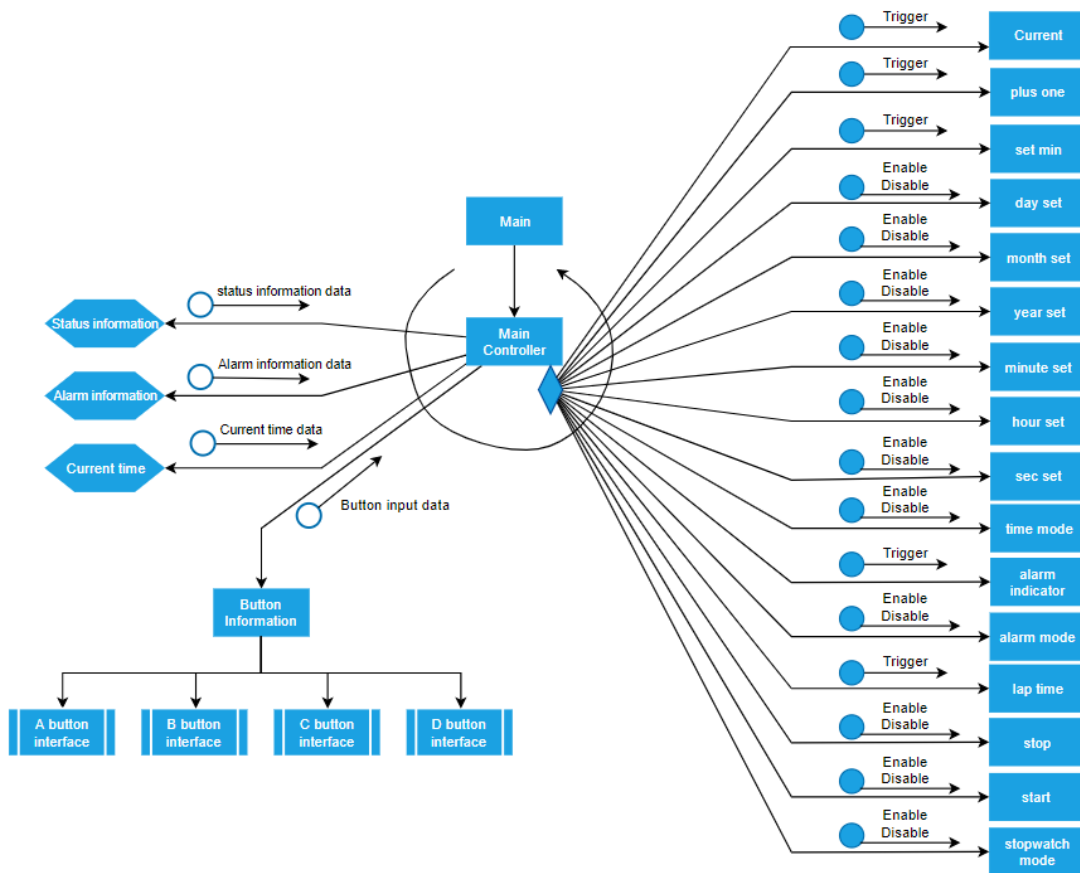 Trigger
Current
Trigger
plus one
Trigger
set min
Enable
Disable
day set
Enable
Disable
month set
Enable
Disable
year set
Enable
Disable
minute set
Enable
Disable
hour set
Enable
Disable
sec set
Enable
Disable
time mode
Trigger
alarm
indicator
Enable
Disable
alarm mode
Trigger
lap time
Enable
Disable
stop
Enable
Disable
start
Enable
Disable
stopwatch
mode
Main
Main
Controller
status information data
Status information
Alarm information data
Alarm information
Current time data
Current time
Button input data
Button
Information
A button
interface
B button
interface
C button
interface
D button
interface